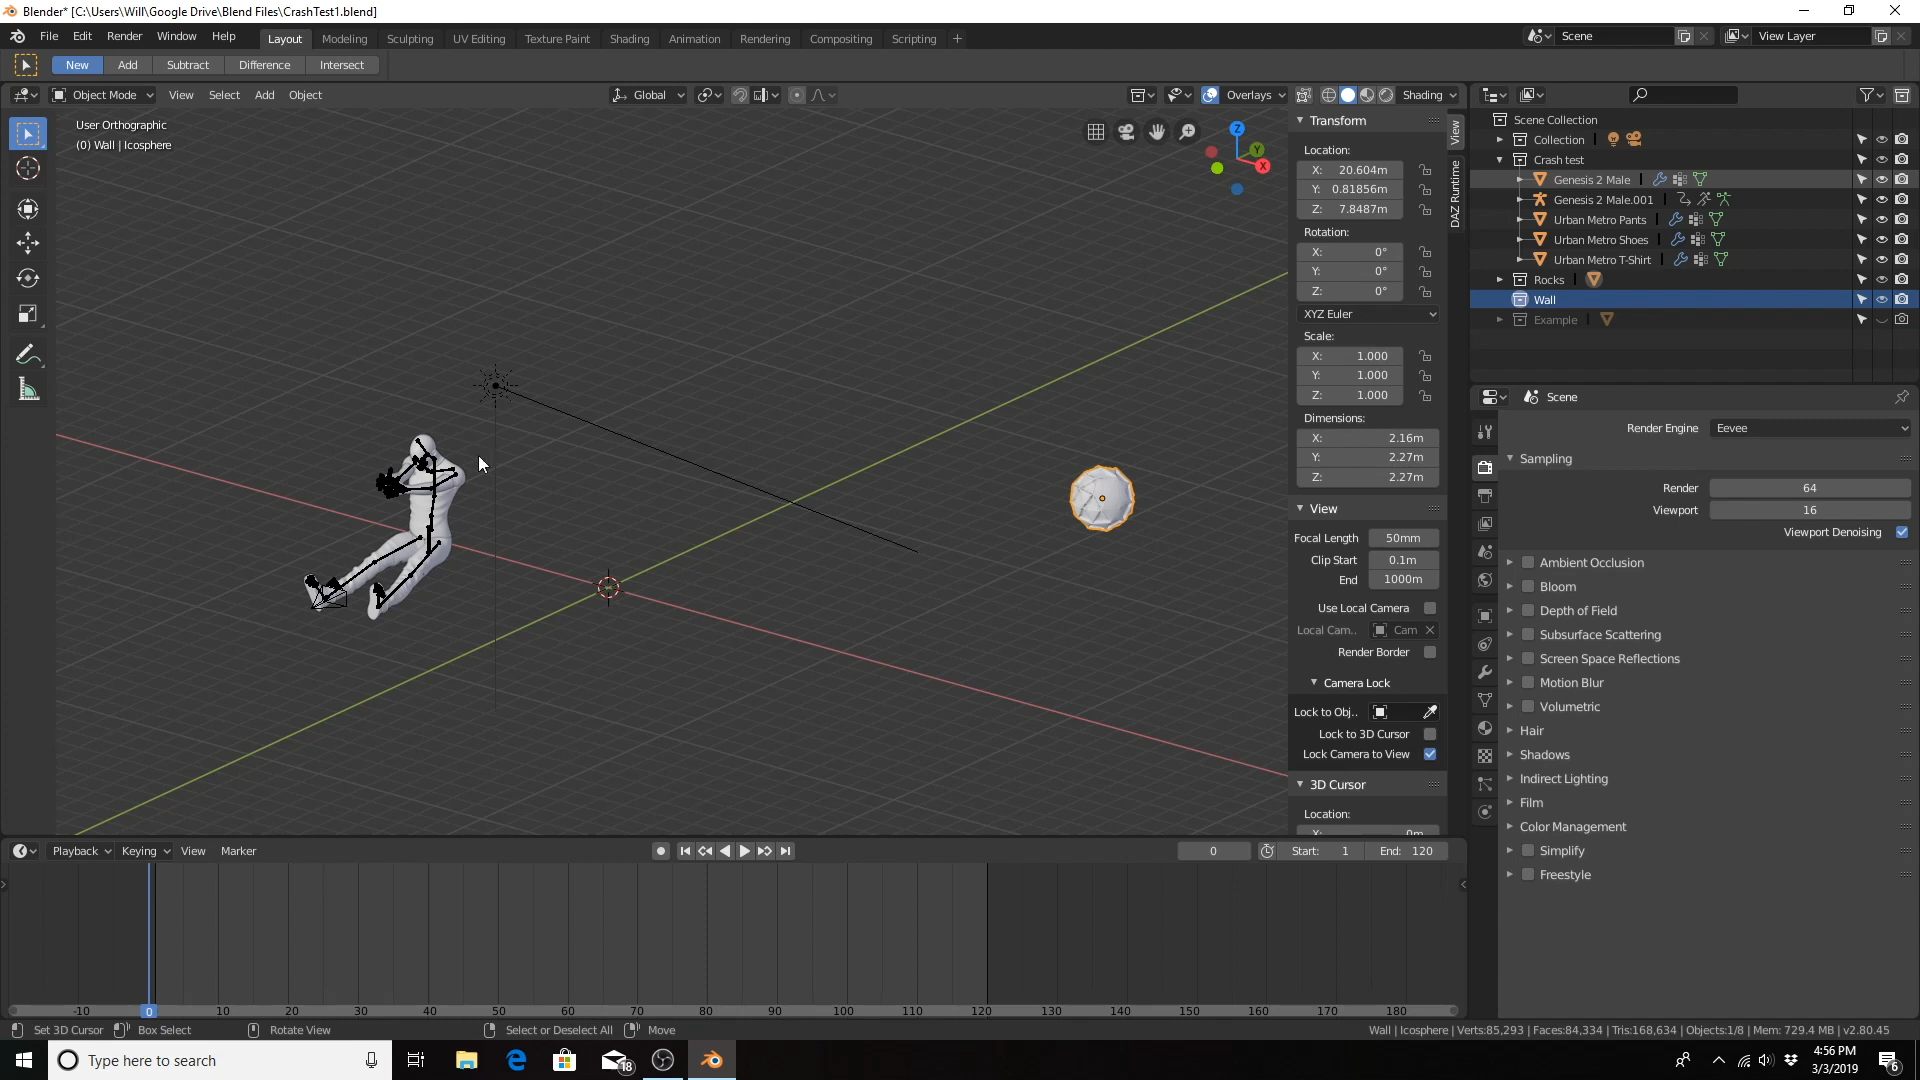 Blender* [C:\Users\Will\Google Drive\Blend Files\CrashTest1.blend]
File Edit Render Window Help Layout Modeling Sculpting UV Editing Texture Paint Shading Animation Rendering Compositing Scripting + Scene View Layer
New Add Subtract Difference Intersect
Object Mode View Select Add Object Global Overlays Shading
User Orthographic
(0) Wall | Icosphere
Z
Y
X
Transform
Location:
X: 20.604m
Y: 0.81856m
Z: 7.8487m
Rotation:
X: 0°
Y: 0°
Z: 0°
XYZ Euler
Scale:
X: 1.000
Y: 1.000
Z: 1.000
Dimensions:
X: 2.16m
Y: 2.27m
Z: 2.27m
View
Focal Length 50mm
Clip Start 0.1m
End 1000m
Use Local Camera
Local Cam.. Cam
Render Border
Camera Lock
Lock to Obj..
Lock to 3D Cursor
Lock Camera to View
3D Cursor
Location:
X: 0m
View
DAZ Runtime
Scene Collection
Collection
Crash test
Genesis 2 Male
Genesis 2 Male.001
Urban Metro Pants
Urban Metro Shoes
Urban Metro T-Shirt
Rocks
Wall
Example
Scene
Render Engine Eevee
Sampling
Render 64
Viewport 16
Viewport Denoising
Ambient Occlusion
Bloom
Depth of Field
Subsurface Scattering
Screen Space Reflections
Motion Blur
Volumetric
Hair
Shadows
Indirect Lighting
Film
Color Management
Simplify
Freestyle
Playback Keying View Marker 0 Start: 1 End: 120
-10 0 10 20 30 40 50 60 70 80 90 100 110 120 130 140 150 160 170 180
Set 3D Cursor Box Select Rotate View Select or Deselect All Move Wall | Icosphere | Verts:85,293 | Faces:84,334 | Tris:168,634 | Objects:1/8 | Mem: 729.4 MB | v2.80.45
Type here to search 18 4:56 PM
3/3/2019 6